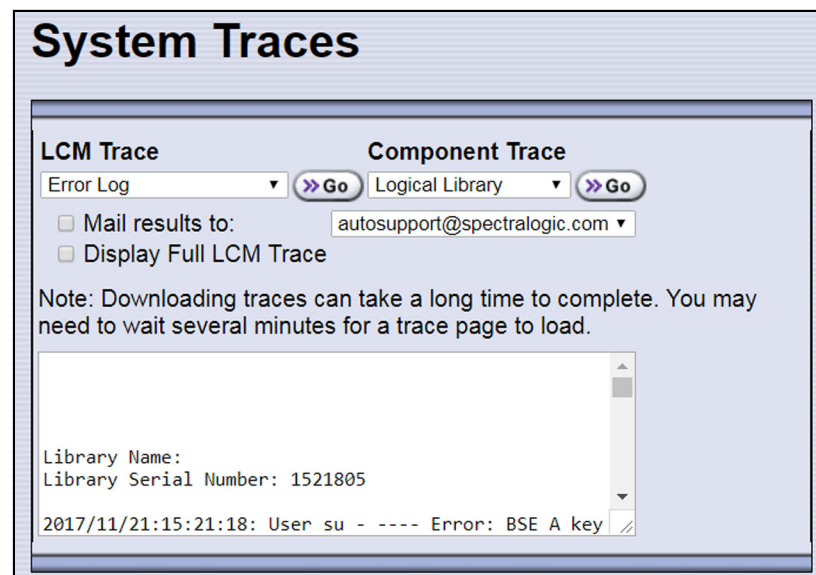 System Traces
LCM Trace Component Trace
Error Log Go Logical Library Go
Mail results to: autosupport@spectralogic.com
Display Full LCM Trace
Note: Downloading traces can take a long time to complete. You may
need to wait several minutes for a trace page to load.
Library Name:
Library Serial Number: 1521805
2017/11/21:15:21:18: User su - ---- Error: BSE A key